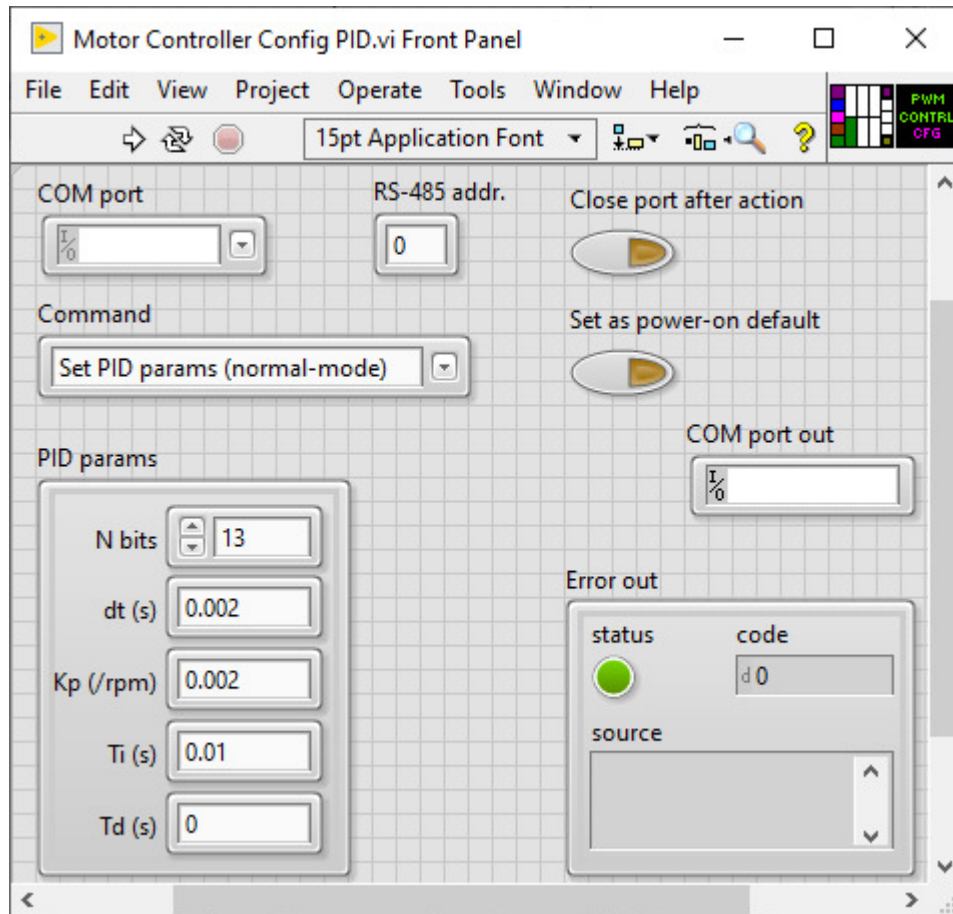 Motor Controller Config PID.vi Front Panel
File Edit View Project Operate Tools Window Help
15pt Application Font
PWM
CONTRL
CFG
COM port
RS-485 addr.
Close port after action
I/O
0
Command
Set as power-on default
Set PID params (normal-mode)
COM port out
I/O
PID params
N bits 13
dt (s) 0.002
Kp (/rpm) 0.002
Ti (s) 0.01
Td (s) 0
Error out
status code
d 0
source